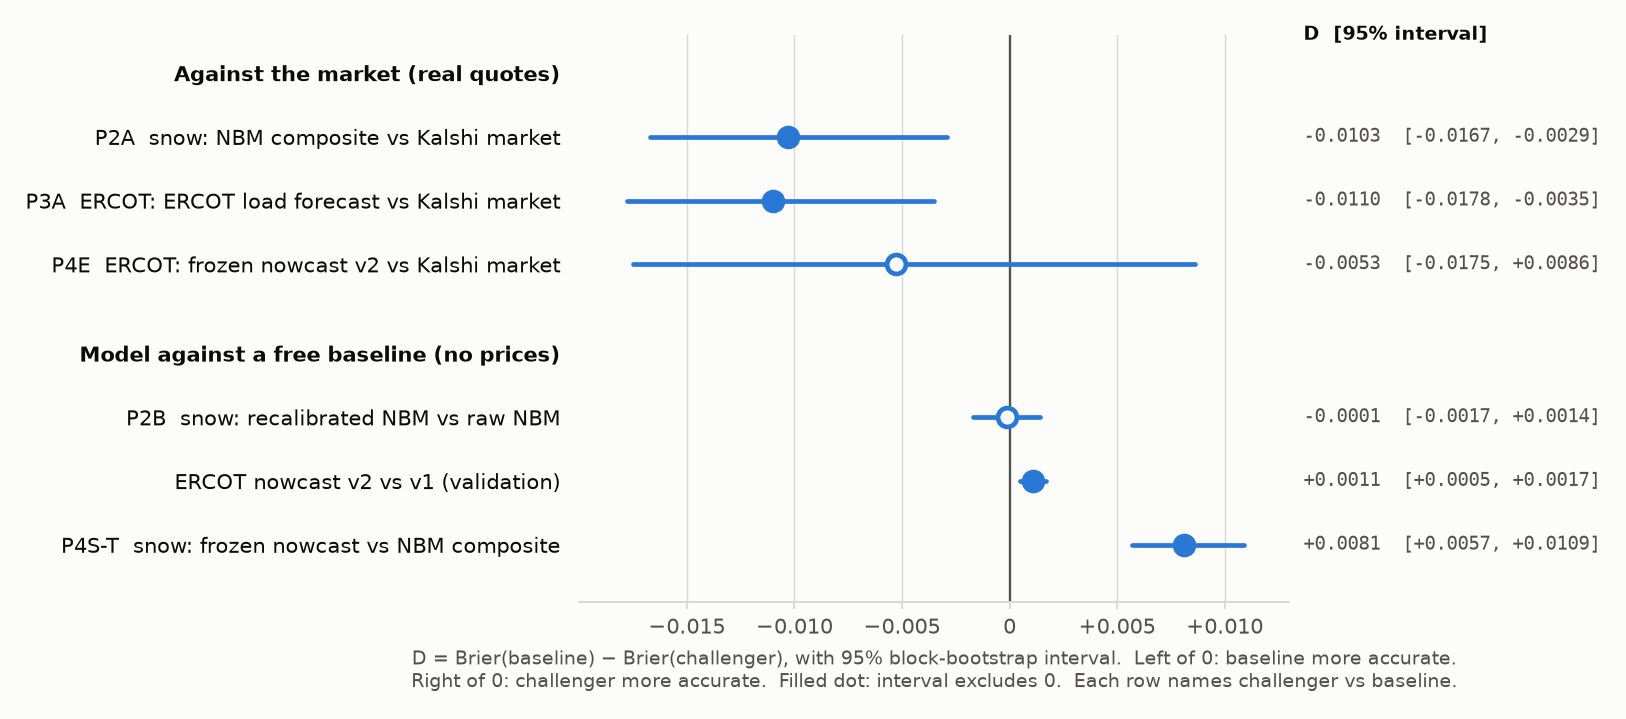 D [95% interval]
Against the market (real quotes)
P2A snow: NBM composite vs Kalshi market -0.0103 [-0.0167, -0.0029]
P3A ERCOT: ERCOT load forecast vs Kalshi market -0.0110 [-0.0178, -0.0035]
P4E ERCOT: frozen nowcast v2 vs Kalshi market -0.0053 [-0.0175, +0.0086]
Model against a free baseline (no prices)
P2B snow: recalibrated NBM vs raw NBM -0.0001 [-0.0017, +0.0014]
ERCOT nowcast v2 vs v1 (validation) +0.0011 [+0.0005, +0.0017]
P4S-T snow: frozen nowcast vs NBM composite +0.0081 [+0.0057, +0.0109]
−0.015 −0.010 −0.005 0 +0.005 +0.010
D = Brier(baseline) − Brier(challenger), with 95% block-bootstrap interval. Left of 0: baseline more accurate.
Right of 0: challenger more accurate. Filled dot: interval excludes 0. Each row names challenger vs baseline.